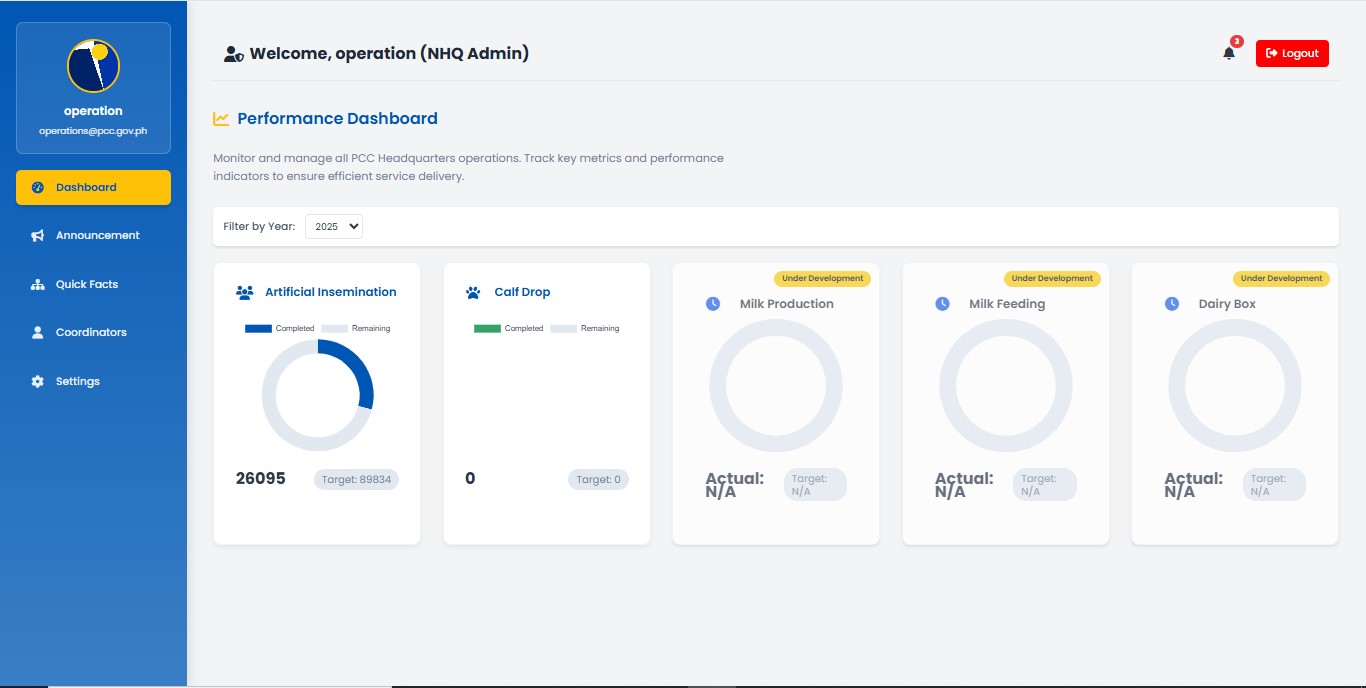 operation
operations@pcc.gov.ph
Dashboard
Announcement
Quick Facts
Coordinators
Settings
Welcome, operation (NHQ Admin)
3
Logout
Performance Dashboard
Monitor and manage all PCC Headquarters operations. Track key metrics and performance
indicators to ensure efficient service delivery.
Filter by Year: 2025
Artificial Insemination
Completed Remaining
26095 Target: 89834
Calf Drop
Completed Remaining
0 Target: 0
Under Development
Milk Production
Actual:
N/A
Target:
N/A
Under Development
Milk Feeding
Actual:
N/A
Target:
N/A
Under Development
Dairy Box
Actual:
N/A
Target:
N/A